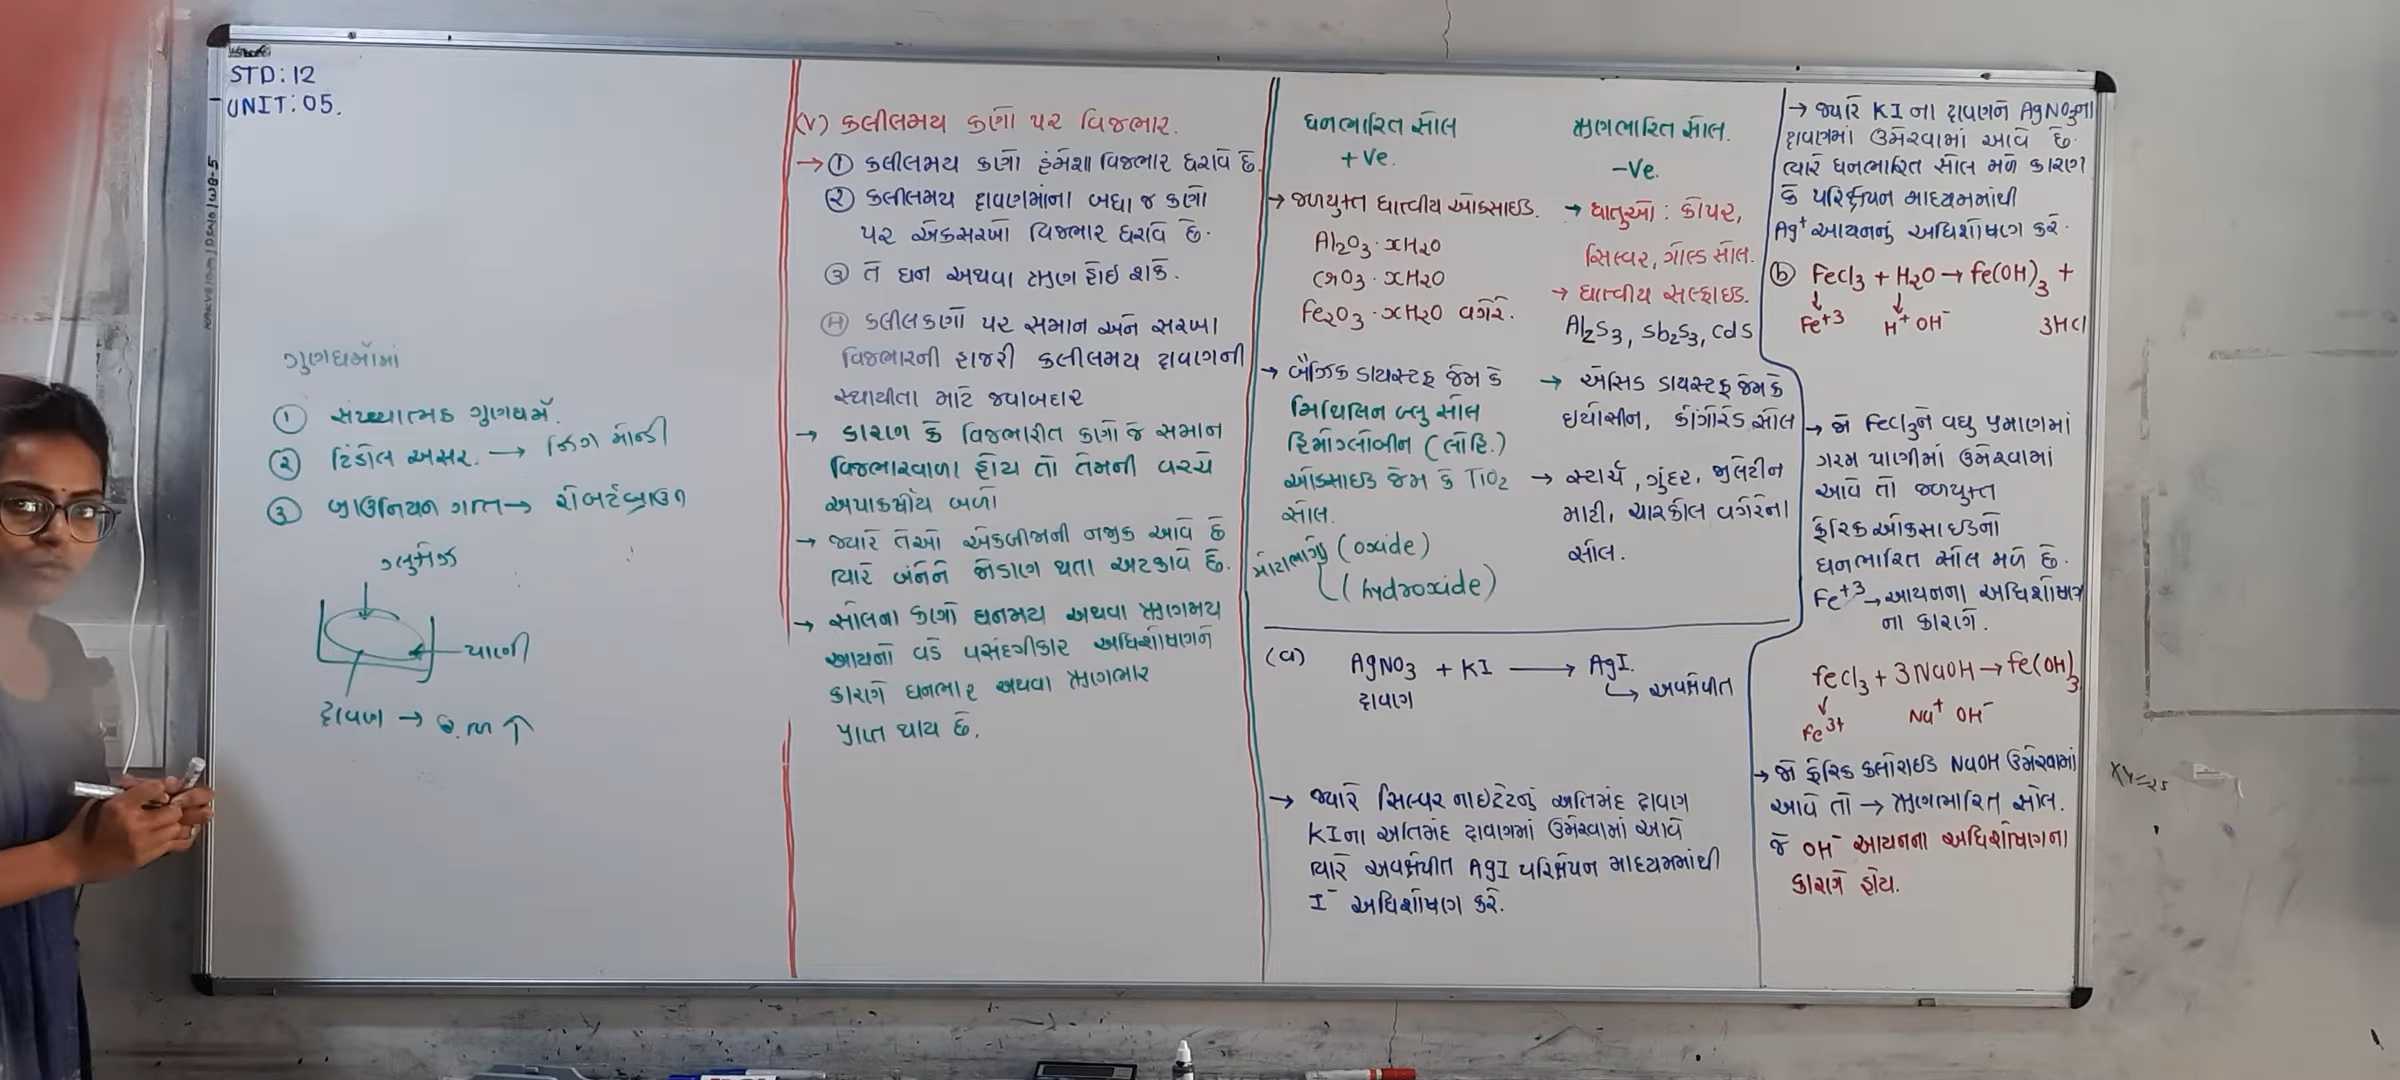 STD: 12
UNIT: 05.
ગુણધર્મોમાં
① સંખ્યાત્મક ગુણધર્મ.
② ટિંડોલ અસર. →
③ બ્રાઉનિયન ગતિ → રોબર્ટબ્રાઉન
ગ્લુકોઝ
પાણી
દ્રાવણ →
(V) કલીલમય કણો પર વિજભાર.
→ ① કલીલમય કણો હંમેશા વિજભાર ધરાવે છે.
② કલીલમય દ્રાવણમાંના બધા જ કણો
પર એકસરખો વિજભાર ધરાવે છે.
③ તે ધન અથવા ઋણ હોઈ શકે.
④ કલીલકણો પર સમાન અને સરખા
વિજભારની હાજરી કલીલમય દ્રાવણની
સ્થાયીતા માટે જવાબદાર
→ કારણ કે વિજભારીત કણો જે સમાન
વિજભારવાળા હોય તો તેમની વચ્ચે
અપાકર્ષીય બળો
→ જ્યારે તેઓ એકબીજાની નજીક આવે છે
ત્યારે બંનેને જોડાણ થતા અટકાવે છે.
→ સોલના કણો ધનમય અથવા ઋણમય
આયનો વડે પસંદગીકાર અધિશોષણને
કારણે ધનભાર અથવા ઋણભાર
પ્રાપ્ત થાય છે.
ધનભારિત સોલ
+Ve.
→ જળયુક્ત ધાત્વીય ઓક્સાઇડ.
Al₂O₃·xH₂O
CrO₃·xH₂O
Fe₂O₃·xH₂O વગેરે.
→ બેઝિક ડાયસ્ટફ જેમ કે
મિથિલિન બ્લુ સોલ
હિમોગ્લોબીન (લોહિ.)
ઓક્સાઇડ જેમ કે TiO₂
સોલ.
મોટાભાગે (oxide)
(hydroxide)
ઋણભારિત સોલ.
-Ve.
→ ધાતુઓ : કોપર,
સિલ્વર, ગોલ્ડ સોલ.
→ ધાત્વીય સલ્ફાઇડ.
Al₂S₃, Sb₂S₃, CdS
→ એસિડ ડાયસ્ટફ જેમ કે
ઇયોસીન, કોંગોરેડ સોલ
→ સ્ટાર્ચ, ગુંદર, જીલેટીન
માટી, ચારકોલ વગેરેના
સોલ.
(a) AgNO₃ + KI → AgI.
દ્રાવણ ↳ અવક્ષેપીત
→ જ્યારે સિલ્વર નાઇટ્રેટનું અતિમંદ દ્રાવણ
KIના અતિમંદ દ્રાવણમાં ઉમેરવામાં આવે
ત્યારે અવક્ષેપીત AgI પરિક્ષેપન માધ્યમમાંથી
I⁻ અધિશોષણ કરે.
→ જ્યારે KI ના દ્રાવણને AgNO₃ના
દ્રાવણમાં ઉમેરવામાં આવે છે.
ત્યારે ધનભારિત સોલ મળે કારણ
કે પરિક્ષેપન માધ્યમમાંથી
Ag⁺ આયનનું અધિશોષણ કરે.
(b) FeCl₃ + H₂O → Fe(OH)₃ +
Fe⁺³ H⁺ OH⁻ 3HCl
→ જો FeCl₃ને વધુ પ્રમાણમાં
ગરમ પાણીમાં ઉમેરવામાં
આવે તો જળયુક્ત
ફેરિક ઓક્સાઇડનો
ધનભારિત સોલ મળે છે.
Fe⁺³ → આયનના અધિશોષણ
ના કારણે.
FeCl₃ + 3NaOH → Fe(OH)₃
Fe³⁺ Na⁺ OH⁻
→ જો ફેરિક ક્લોરાઇડ NaOH ઉમેરવામાં
આવે તો → ઋણભારિત સોલ.
જે OH⁻ આયનના અધિશોષણના
કારણે હોય.